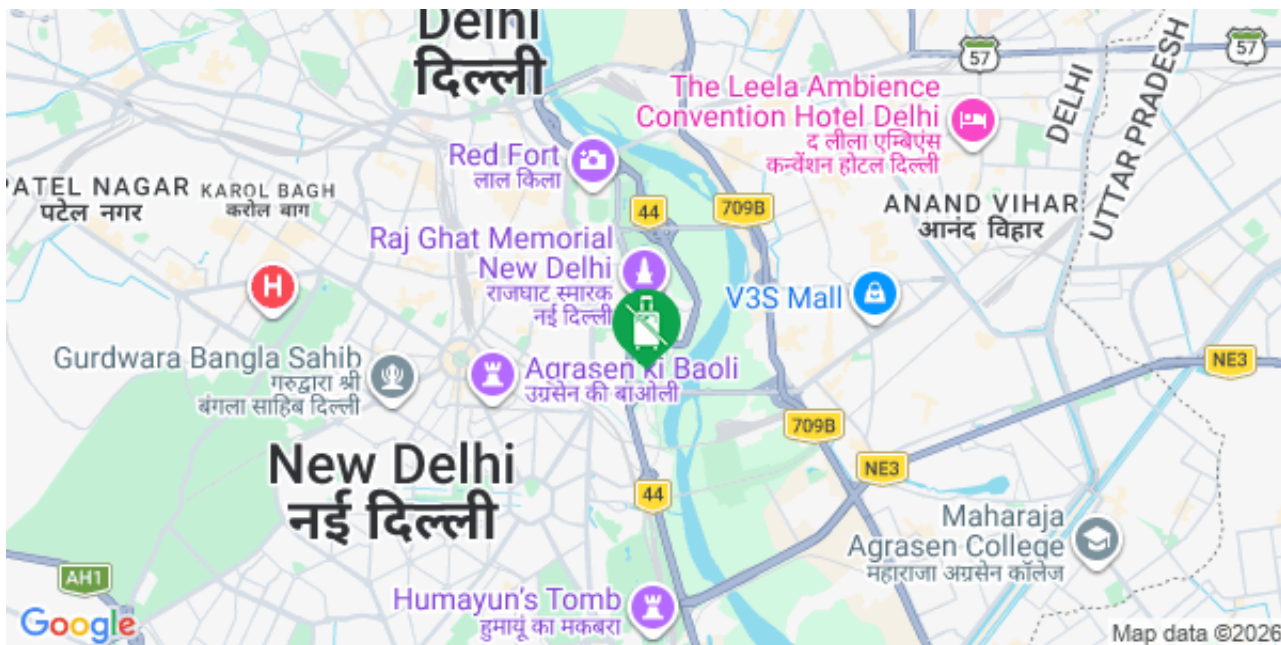 Delhi
दिल्ली
57
57
The Leela Ambience
Convention Hotel Delhi
द लीला एम्बिएंस
कन्वेंशन होटल दिल्ली
DELHI
UTTAR PRADESH
Red Fort
लाल किला
PATEL NAGAR
पटेल नगर
KAROL BAGH
करोल बाग
44
709B
ANAND VIHAR
आनंद विहार
Raj Ghat Memorial
New Delhi
राजघाट स्मारक
नई दिल्ली
H
V3S Mall
Gurdwara Bangla Sahib
गरुद्वारा श्री
बंगला साहिब दिल्ली
Agrasen ki Baoli
उग्रसेन की बाओली
NE3
709B
New Delhi
नई दिल्ली
NE3
44
Maharaja
Agrasen College
महाराजा अग्रसेन कॉलेज
AH1
Humayun's Tomb
हुमायूं का मकबरा
Google
Map data ©2026